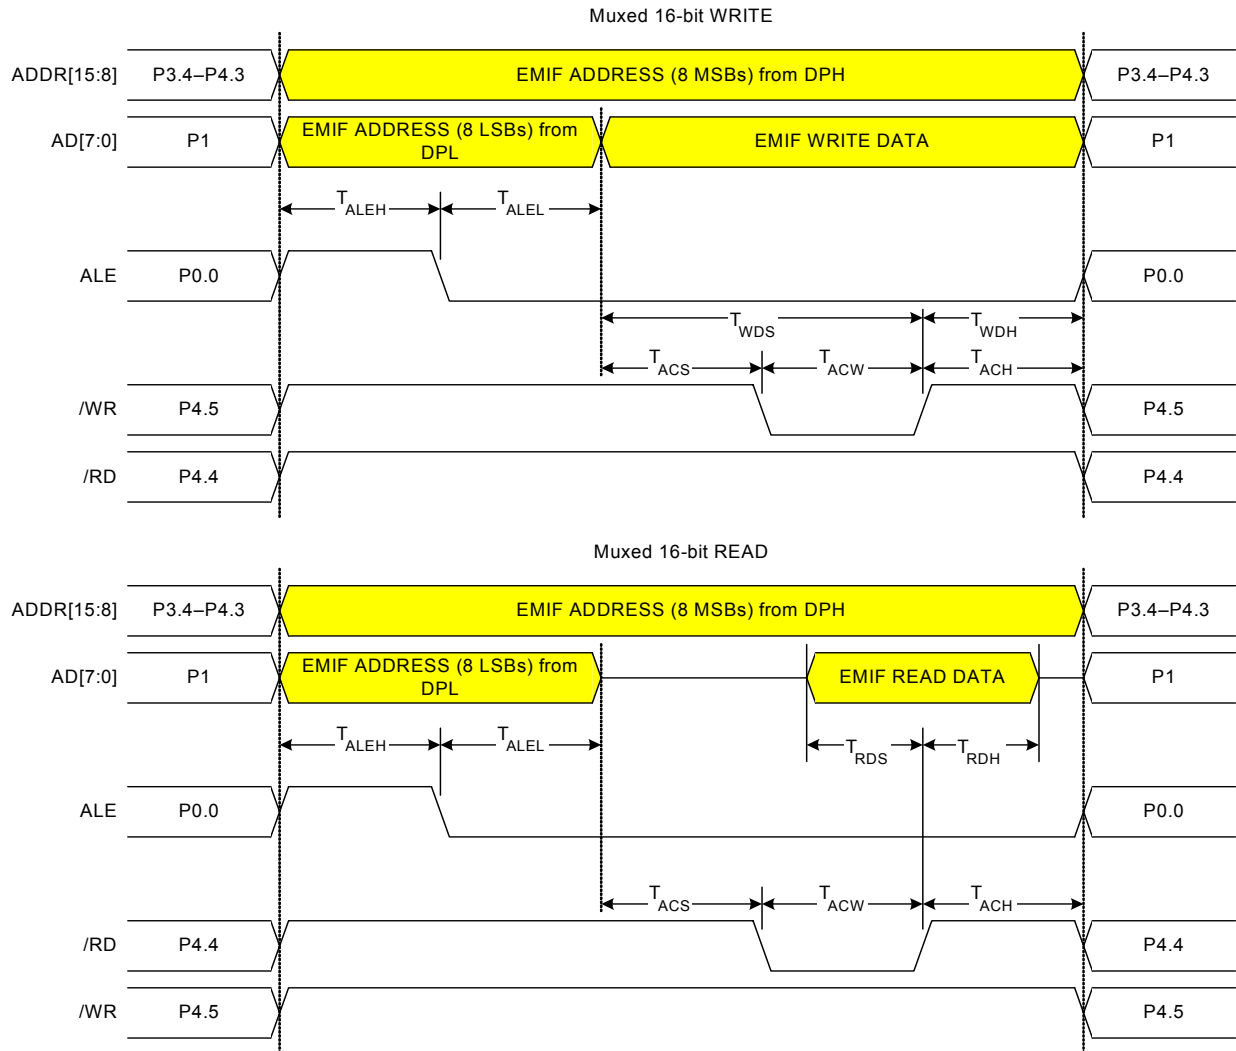 Muxed 16-bit WRITE
ADDR[15:8] P3.4–P4.3 EMIF ADDRESS (8 MSBs) from DPH P3.4–P4.3
AD[7:0] P1 EMIF ADDRESS (8 LSBs) from
DPL EMIF WRITE DATA P1
TALEH TALEL
ALE P0.0 P0.0
TWDS TWDH
TACS TACW TACH
/WR P4.5 P4.5
/RD P4.4 P4.4
Muxed 16-bit READ
ADDR[15:8] P3.4–P4.3 EMIF ADDRESS (8 MSBs) from DPH P3.4–P4.3
AD[7:0] P1 EMIF ADDRESS (8 LSBs) from
DPL EMIF READ DATA P1
TALEH TALEL TRDS TRDH
ALE P0.0 P0.0
TACS TACW TACH
/RD P4.4 P4.4
/WR P4.5 P4.5